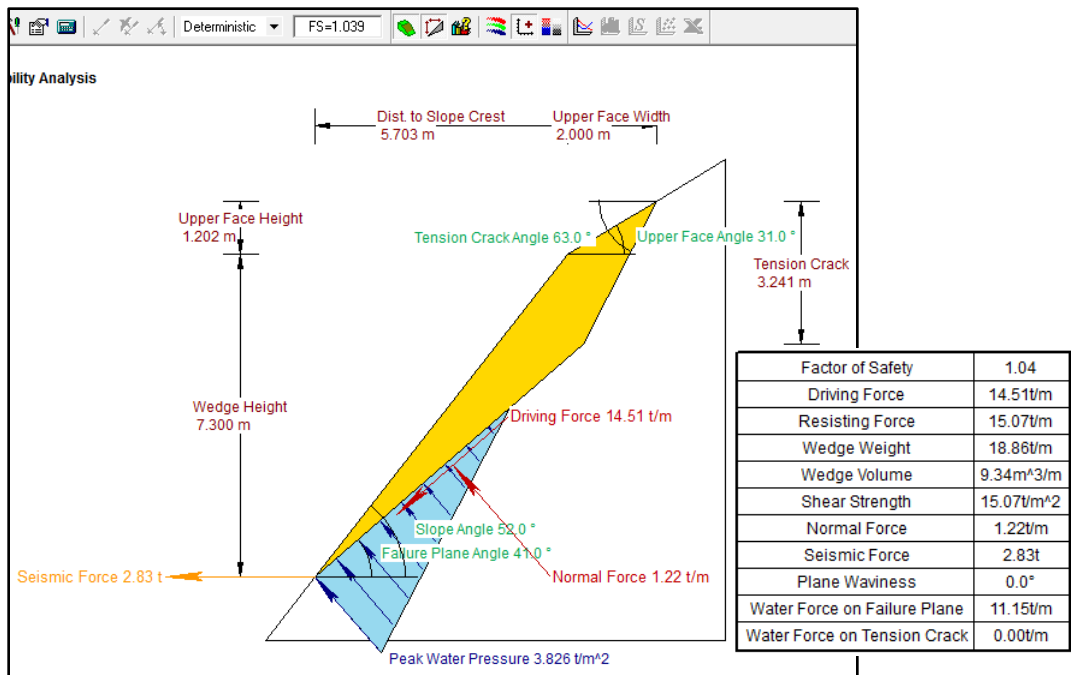 Deterministic FS=1.039
ility Analysis
Dist. to Slope Crest
5.703 m
Upper Face Width
2.000 m
Upper Face Height
1.202 m
Tension Crack Angle 63.0 °
Upper Face Angle 31.0 °
Tension Crack
3.241 m
Wedge Height
7.300 m
Driving Force 14.51 t/m
Slope Angle 52.0 °
Failure Plane Angle 41.0 °
Seismic Force 2.83 t
Normal Force 1.22 t/m
Peak Water Pressure 3.826 t/m^2
Factor of Safety 1.04
Driving Force 14.51t/m
Resisting Force 15.07t/m
Wedge Weight 18.86t/m
Wedge Volume 9.34m^3/m
Shear Strength 15.07t/m^2
Normal Force 1.22t/m
Seismic Force 2.83t
Plane Waviness 0.0°
Water Force on Failure Plane 11.15t/m
Water Force on Tension Crack 0.00t/m